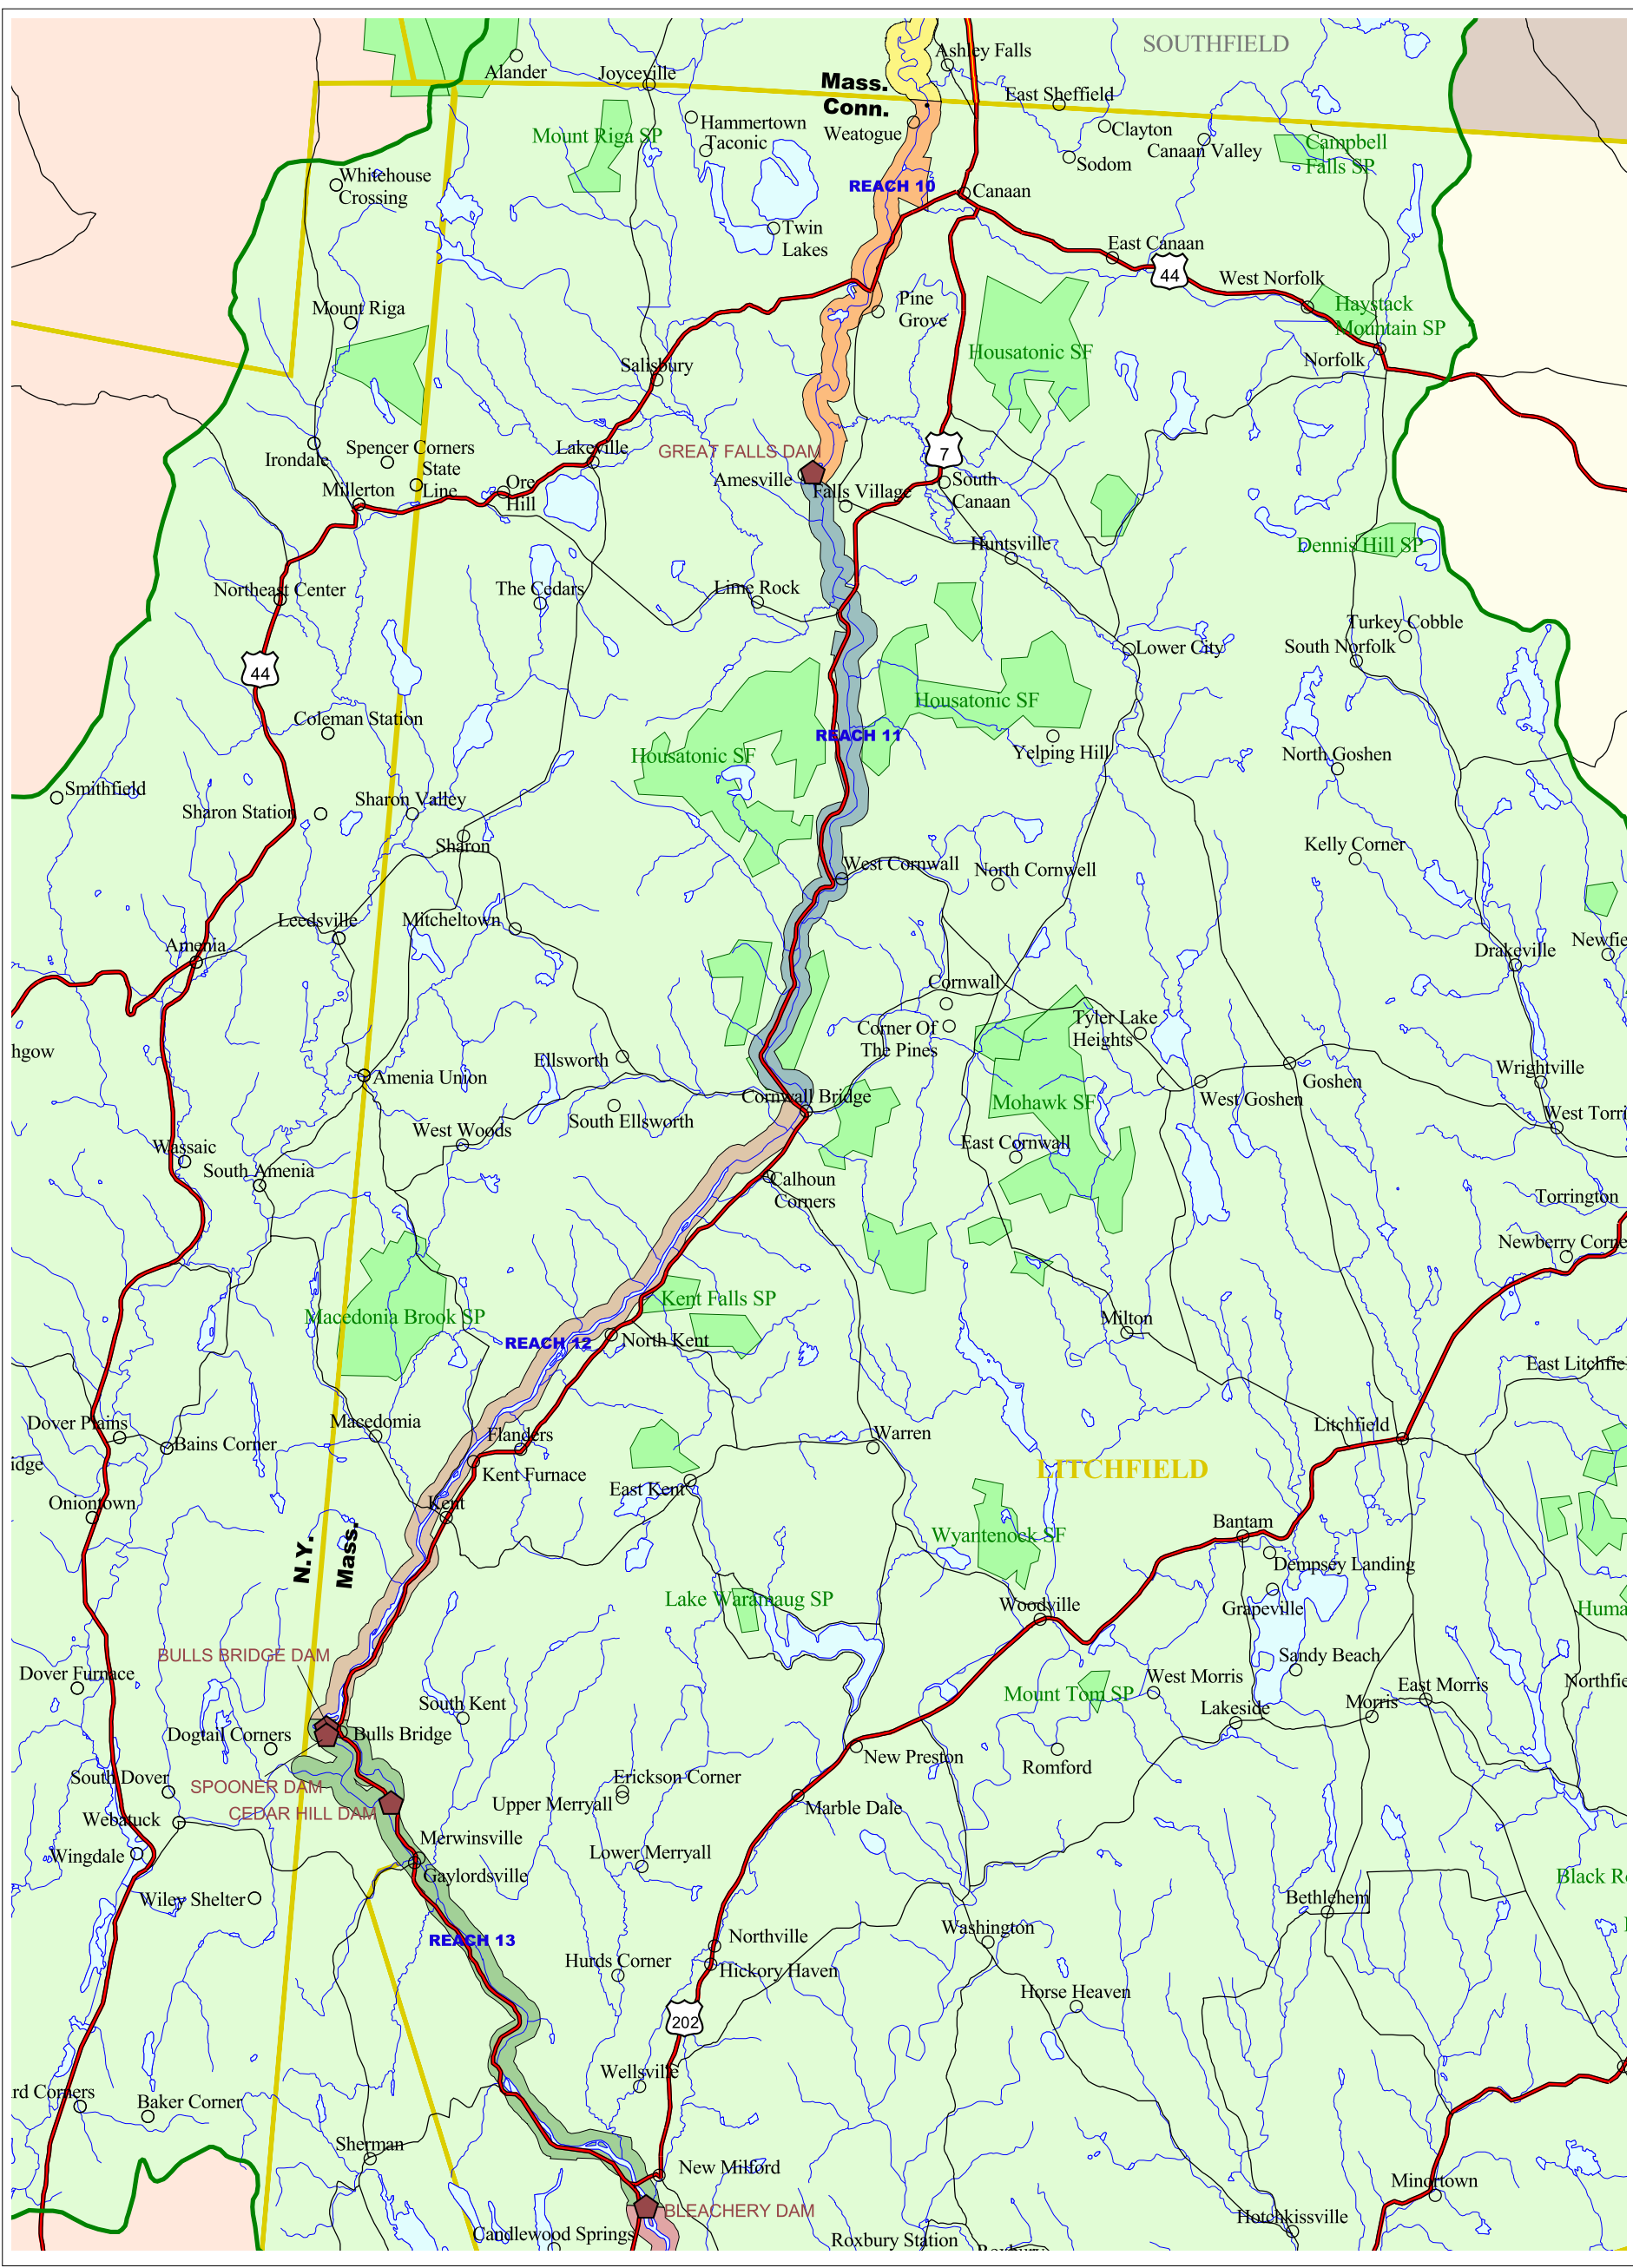 SOUTHFIELD
Ashley Falls
Alander
Joyceville
Mass.
Conn.
East Sheffield
Hammertown
Taconic
Weatogue
Clayton
Canaan Valley
Sodom
Mount Riga SP
Campbell
Falls SP
Whitehouse
Crossing
REACH 10
Canaan
Twin
Lakes
East Canaan
44
West Norfolk
Haystack
Mountain SP
Mount Riga
Pine
Grove
Housatonic SF
Norfolk
Salisbury
Irondale
Spencer Corners
State
Line
Millerton
Lakeville
Ore
Hill
GREAT FALLS DAM
Amesville
Falls Village
7
South
Canaan
Huntsville
Dennis Hill SP
Northeast Center
The Cedars
Lime Rock
Turkey Cobble
South Norfolk
Lower City
44
Housatonic SF
Coleman Station
REACH 11
Housatonic SF
Yelping Hill
North Goshen
Smithfield
Sharon Station
Sharon Valley
Sharon
West Cornwall
North Cornwell
Kelly Corner
Leedsville
Mitcheltown
Amenia
Drakeville
Newfie
Cornwall
Corner Of
The Pines
Tyler Lake
Heights
hgow
Ellsworth
Amenia Union
Goshen
West Goshen
Wrightville
Cornwall Bridge
South Ellsworth
Mohawk SF
West Torri
West Woods
East Cornwall
Wassaic
South Amenia
Calhoun
Corners
Torrington
Newberry Corne
Kent Falls SP
Macedonia Brook SP
REACH 12
North Kent
Milton
East Litchfie
Dover Plains
Bains Corner
Macedomia
Flanders
Warren
Litchfield
idge
Kent Furnace
East Kent
LITCHFIELD
Oniontown
Kent
N.Y.
Mass.
Wyantenock SF
Bantam
Dempsey Landing
Lake Waramaug SP
Woodville
Grapeville
Huma
BULLS BRIDGE DAM
Dover Furnace
Sandy Beach
West Morris
Mount Tom SP
East Morris
Northfie
South Kent
Lakeside
Morris
Dogtail Corners
Bulls Bridge
New Preston
Romford
South Dover
SPOONER DAM
Erickson Corner
Upper Merryall
Marble Dale
CEDAR HILL DAM
Webatuck
Wingdale
Merwinsville
Gaylordsville
Lower Merryall
Black R
Wiley Shelter
Bethlehem
REACH 13
Northville
Washington
Hurds Corner
Hickory Haven
Horse Heaven
202
Wellsville
rd Corners
Baker Corner
Sherman
New Milford
Minortown
BLEACHERY DAM
Candlewood Springs
Roxbury Station
Hotchkissville